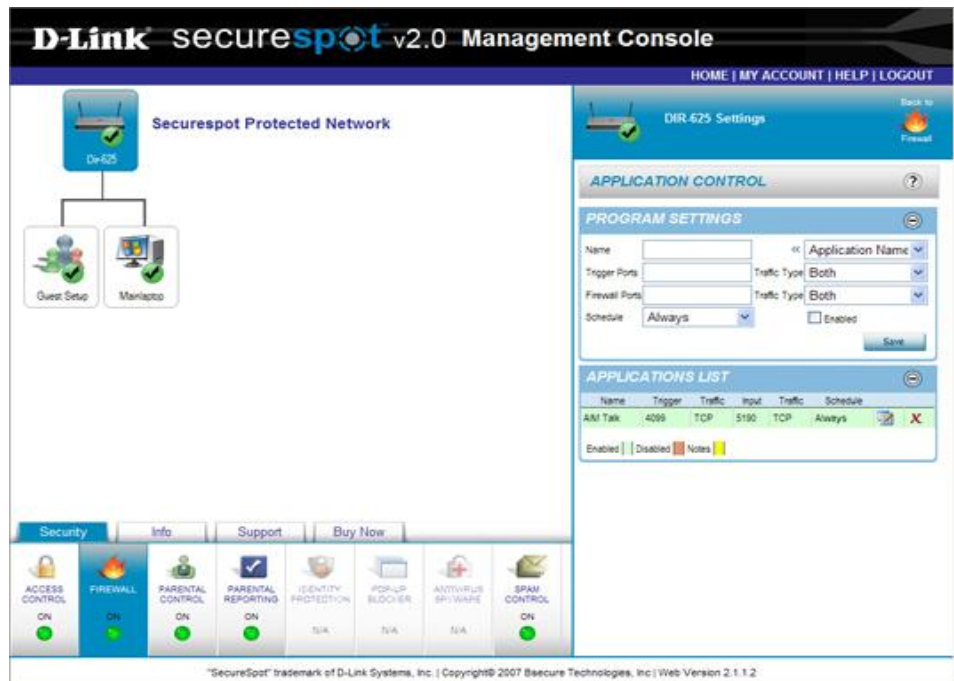 D-Link securespot v2.0 Management Console
HOME | MY ACCOUNT | HELP | LOGOUT
Dir-625
Securespot Protected Network
Guest Setup
Mainlaptop
DIR-625 Settings
Back to
Firewall
APPLICATION CONTROL ?
PROGRAM SETTINGS
Name << Application Name
Trigger Ports Traffic Type Both
Firewall Ports Traffic Type Both
Schedule Always Enabled
Save
APPLICATIONS LIST
Name Trigger Traffic Input Traffic Schedule
AIM Talk 4099 TCP 5190 TCP Always X
Enabled Disabled Notes
Security Info Support Buy Now
ACCESS CONTROL ON
FIREWALL ON
PARENTAL CONTROL ON
PARENTAL REPORTING ON
IDENTITY PROTECTION N/A
POP-UP BLOCKER N/A
ANTIVIRUS SPYWARE N/A
SPAM CONTROL ON
"SecureSpot" trademark of D-Link Systems, Inc. | Copyright© 2007 Bsecure Technologies, Inc | Web Version 2.1.1.2